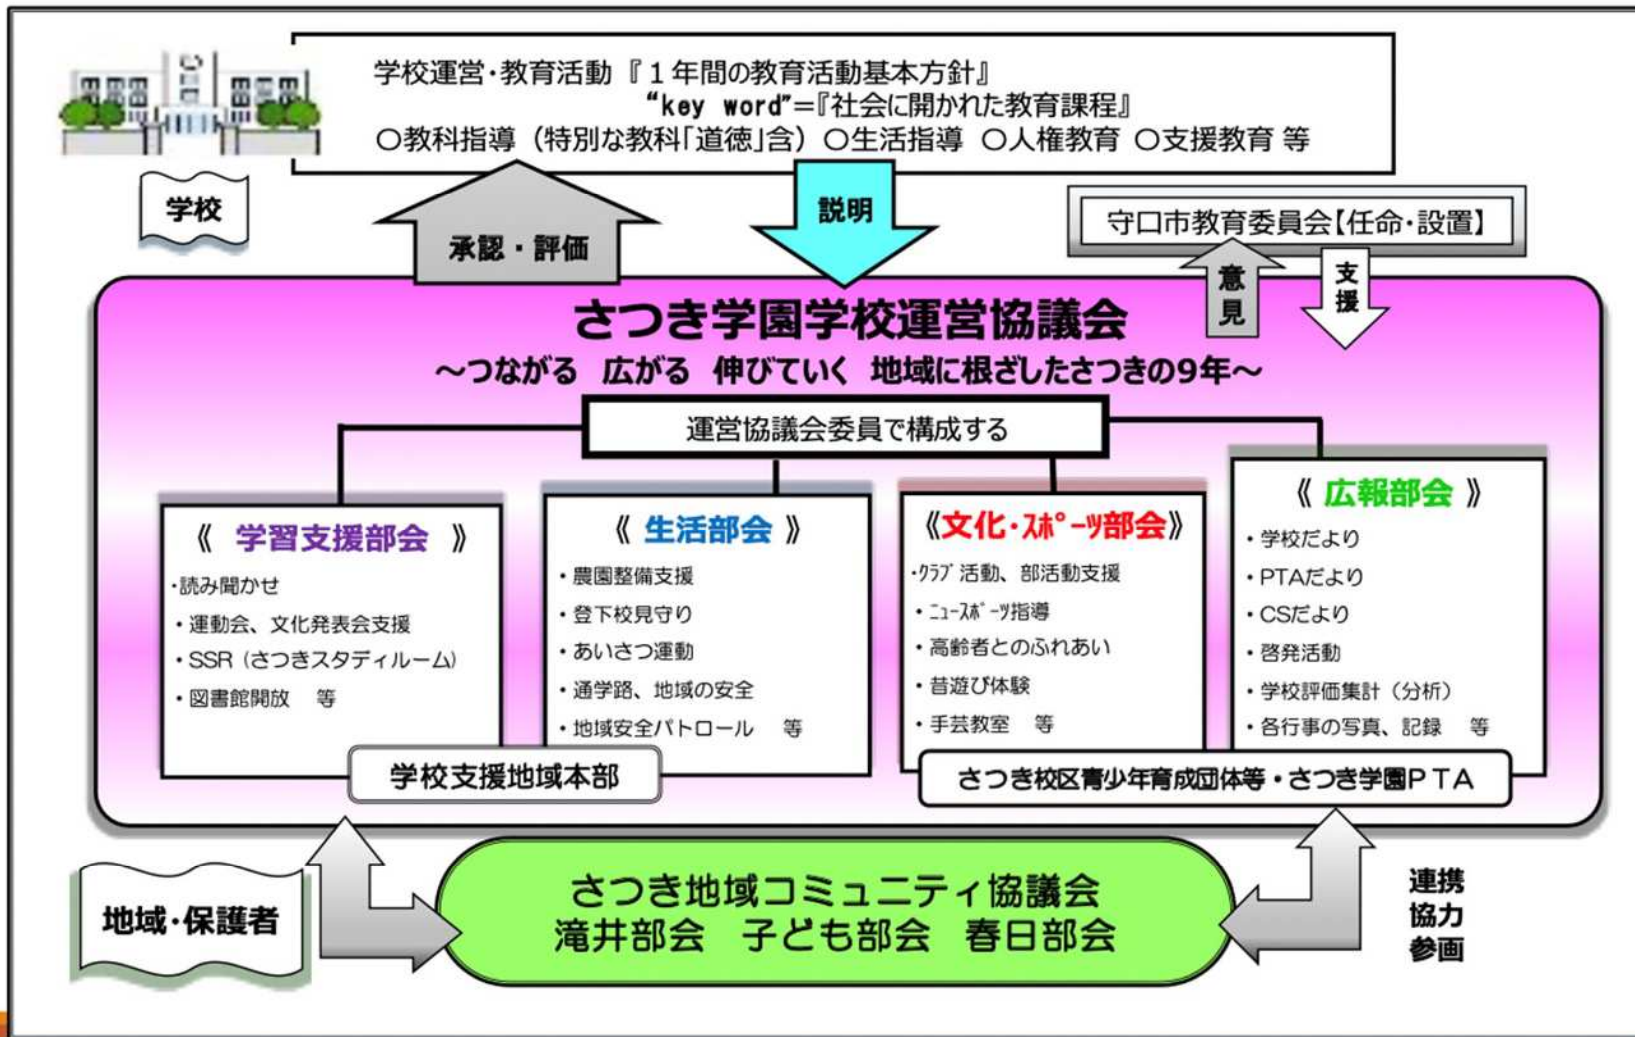 学校運営・教育活動『１年間の教育活動基本方針』
“key word”=『社会に開かれた教育課程』
○教科指導（特別な教科「道徳」含）○生活指導 ○人権教育 ○支援教育 等
学校
承認・評価
説明
守口市教育委員会【任命・設置】
意見
支援
さつき学園学校運営協議会
～つながる 広がる 伸びていく 地域に根ざしたさつきの９年～
運営協議会委員で構成する
《 学習支援部会 》
・読み聞かせ
・運動会、文化発表会支援
・SSR（さつきスタディルーム）
・図書館開放 等
《 生活部会 》
・農園整備支援
・登下校見守り
・あいさつ運動
・通学路、地域の安全
・地域安全パトロール 等
《文化・ｽﾎﾟｰﾂ部会》
・ｸﾗﾌﾞ活動、部活動支援
・ﾆｭｰｽﾎﾟｰﾂ指導
・高齢者とのふれあい
・昔遊び体験
・手芸教室 等
《 広報部会 》
・学校だより
・PTAだより
・CSだより
・啓発活動
・学校評価集計（分析）
・各行事の写真、記録 等
学校支援地域本部
さつき校区青少年育成団体等・さつき学園ＰＴＡ
地域・保護者
さつき地域コミュニティ協議会
滝井部会 子ども部会 春日部会
連携
協力
参画